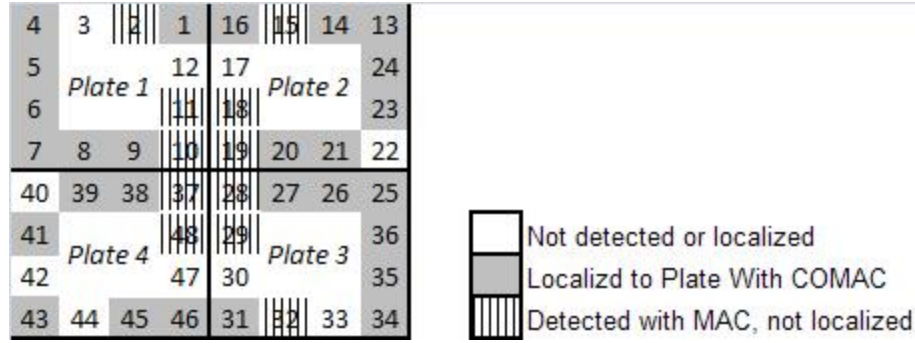 4 3 2 1 16 15 14 13
5 12 17 24
Plate 1 Plate 2
6 11 18 23
7 8 9 10 19 20 21 22
40 39 38 37 28 27 26 25
41 48 29 36
Plate 4 Plate 3
42 47 30 35
43 44 45 46 31 32 33 34
Not detected or localized
Localizd to Plate With COMAC
Detected with MAC, not localized